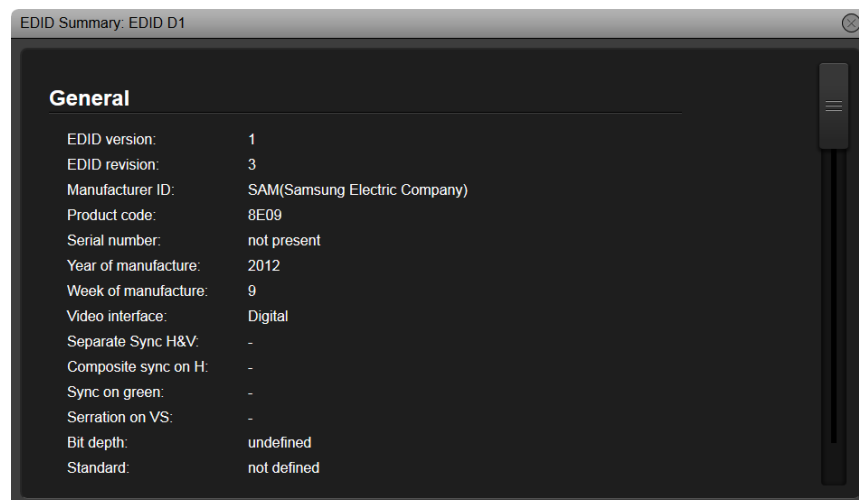 EDID Summary: EDID D1
General
EDID version: 1
EDID revision: 3
Manufacturer ID: SAM(Samsung Electric Company)
Product code: 8E09
Serial number: not present
Year of manufacture: 2012
Week of manufacture: 9
Video interface: Digital
Separate Sync H&V: -
Composite sync on H: -
Sync on green: -
Serration on VS: -
Bit depth: undefined
Standard: not defined